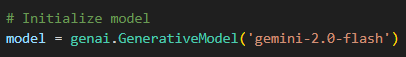 # Initialize model
model = genai.GenerativeModel('gemini-2.0-flash')